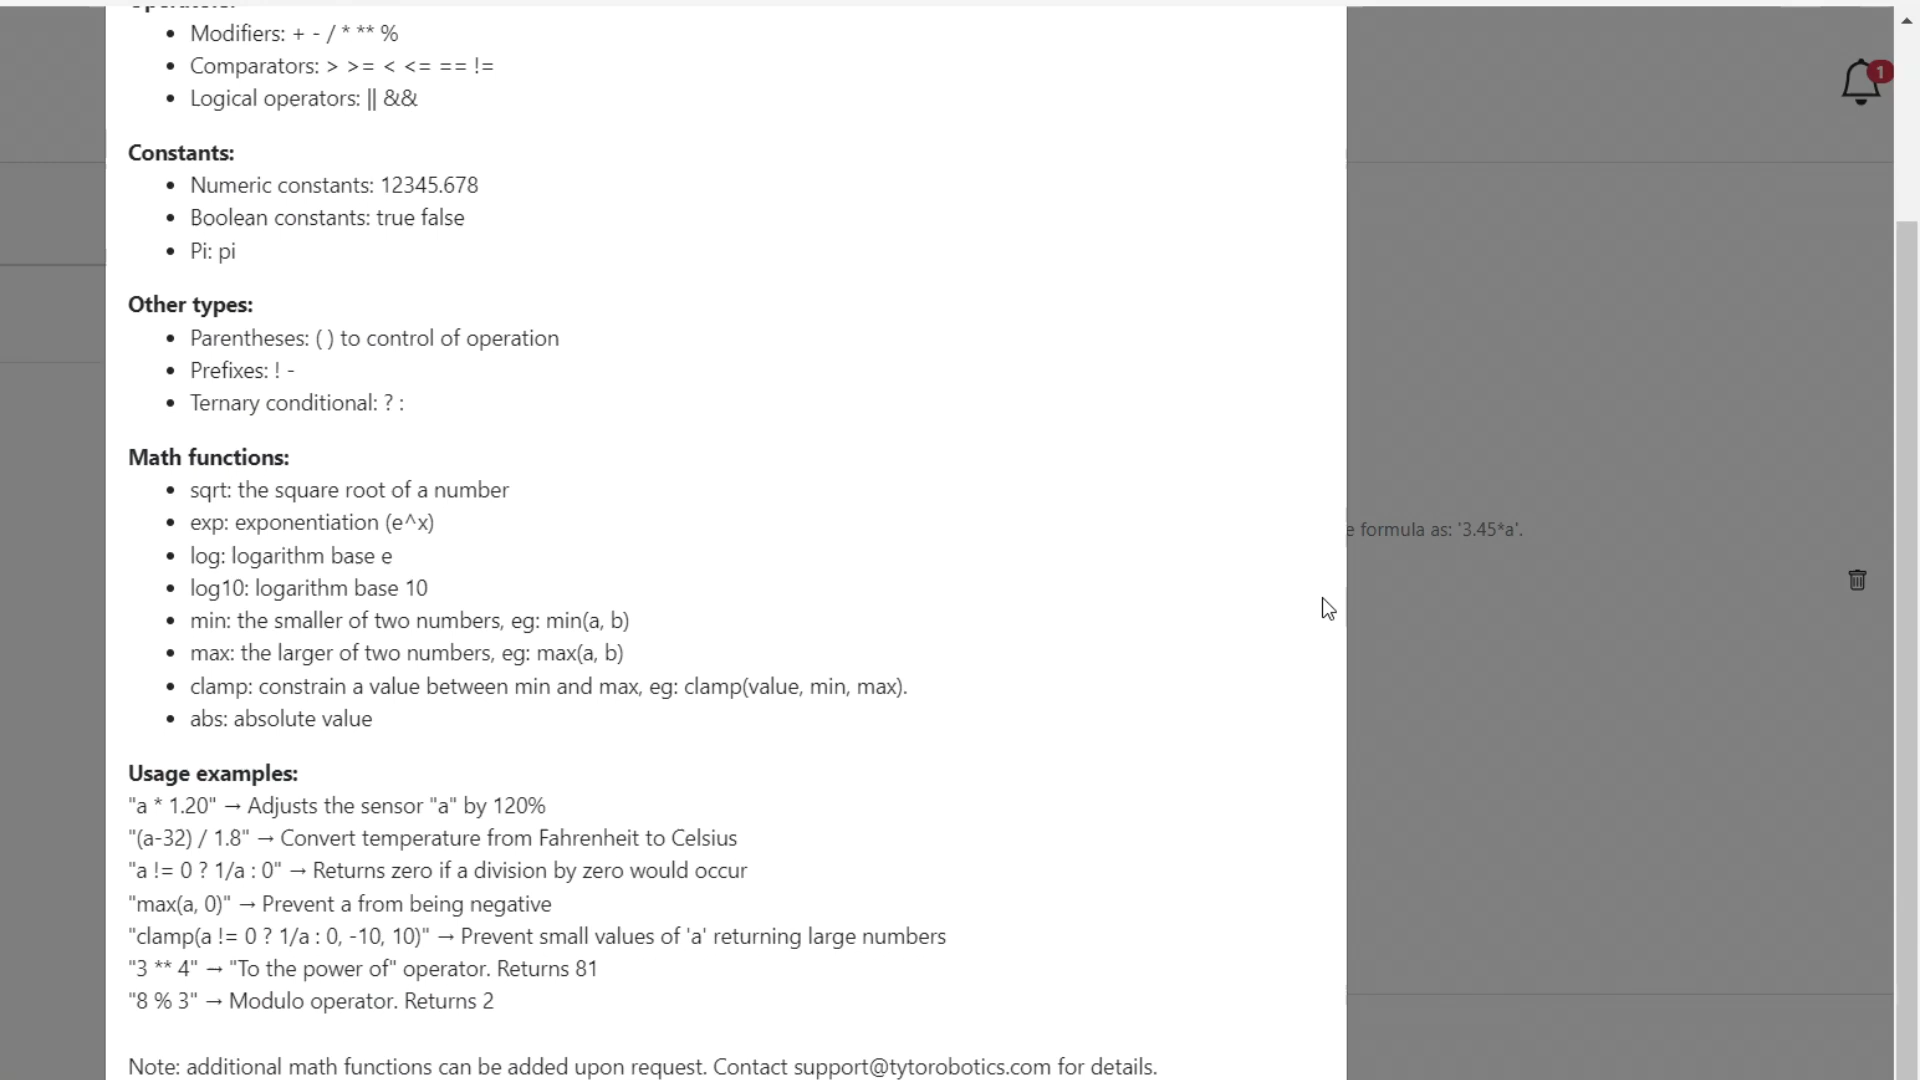 • Modifiers: + - / * ** %
• Comparators: > >= < <= == !=
• Logical operators: || &&
Constants:
• Numeric constants: 12345.678
• Boolean constants: true false
• Pi: pi
Other types:
• Parentheses: ( ) to control of operation
• Prefixes: ! -
• Ternary conditional: ? :
Math functions:
• sqrt: the square root of a number
• exp: exponentiation (e^x)
• log: logarithm base e
• log10: logarithm base 10
• min: the smaller of two numbers, eg: min(a, b)
• max: the larger of two numbers, eg: max(a, b)
• clamp: constrain a value between min and max, eg: clamp(value, min, max).
• abs: absolute value
Usage examples:
"a * 1.20" → Adjusts the sensor "a" by 120%
"(a-32) / 1.8" → Convert temperature from Fahrenheit to Celsius
"a != 0 ? 1/a : 0" → Returns zero if a division by zero would occur
"max(a, 0)" → Prevent a from being negative
"clamp(a != 0 ? 1/a : 0, -10, 10)" → Prevent small values of 'a' returning large numbers
"3 ** 4" → "To the power of" operator. Returns 81
"8 % 3" → Modulo operator. Returns 2
Note: additional math functions can be added upon request. Contact support@tytorobotics.com for details.
1
e formula as: '3.45*a'.